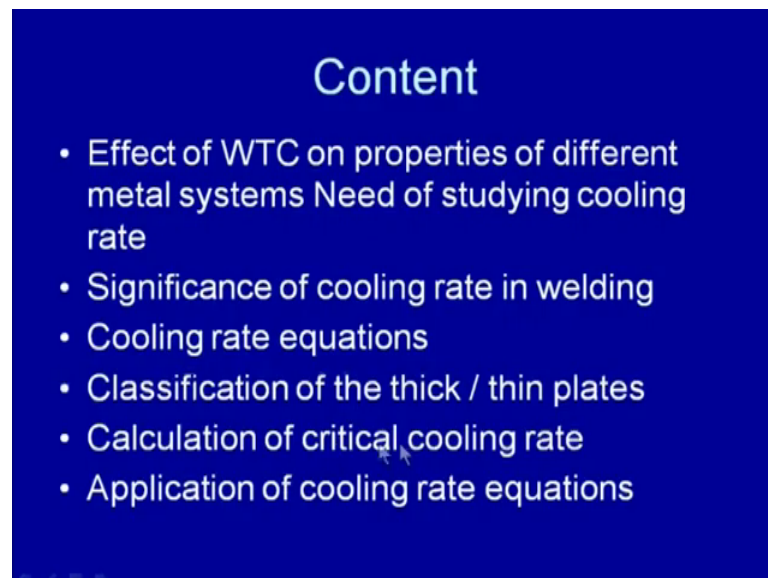 Content
• Effect of WTC on properties of different
metal systems Need of studying cooling
rate
• Significance of cooling rate in welding
• Cooling rate equations
• Classification of the thick / thin plates
• Calculation of critical cooling rate
• Application of cooling rate equations